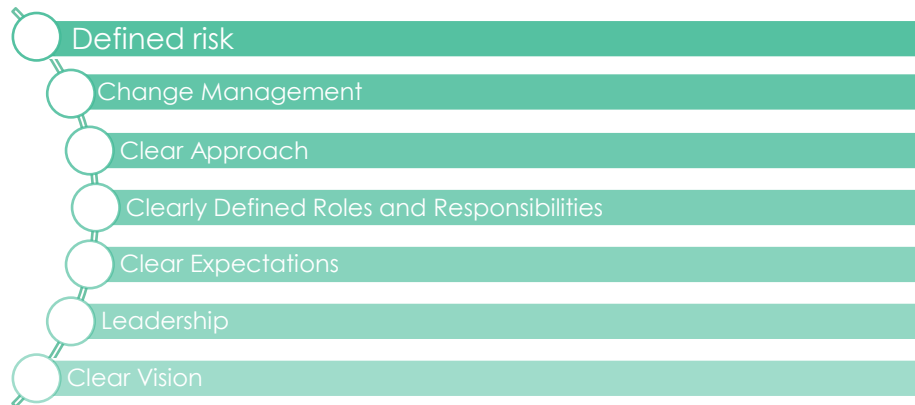 Defined risk
Change Management
Clear Approach
Clearly Defined Roles and Responsibilities
Clear Expectations
Leadership
Clear Vision